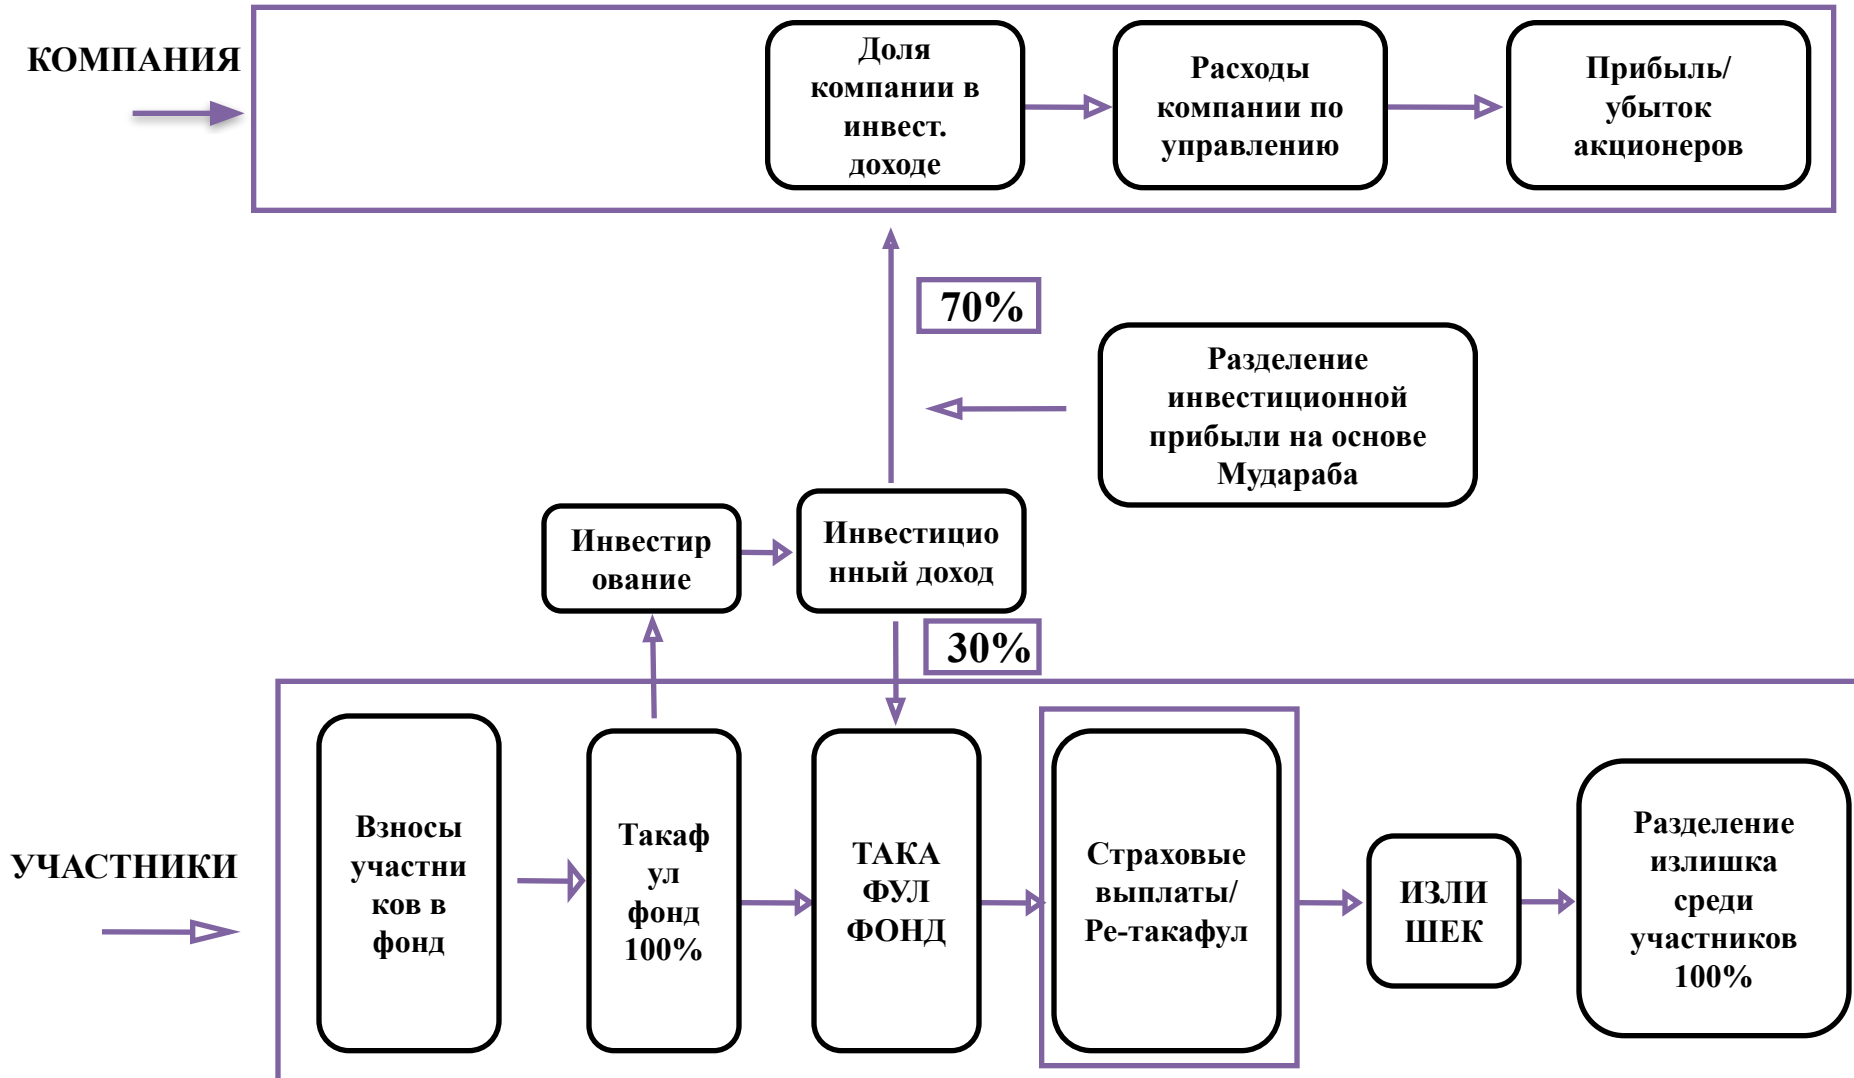 КОМПАНИЯ
Доля
компании в
инвест.
доходе
Расходы
компании по
управлению
Прибыль/
убыток
акционеров
70%
Разделение
инвестиционной
прибыли на основе
Мудараба
Инвестир
ование
Инвестицио
нный доход
30%
УЧАСТНИКИ
Взносы
участни
ков в
фонд
Такаф
ул
фонд
100%
ТАКА
ФУЛ
ФОНД
Страховые
выплаты/
Ре-такафул
ИЗЛИ
ШЕК
Разделение
излишка
среди
участников
100%